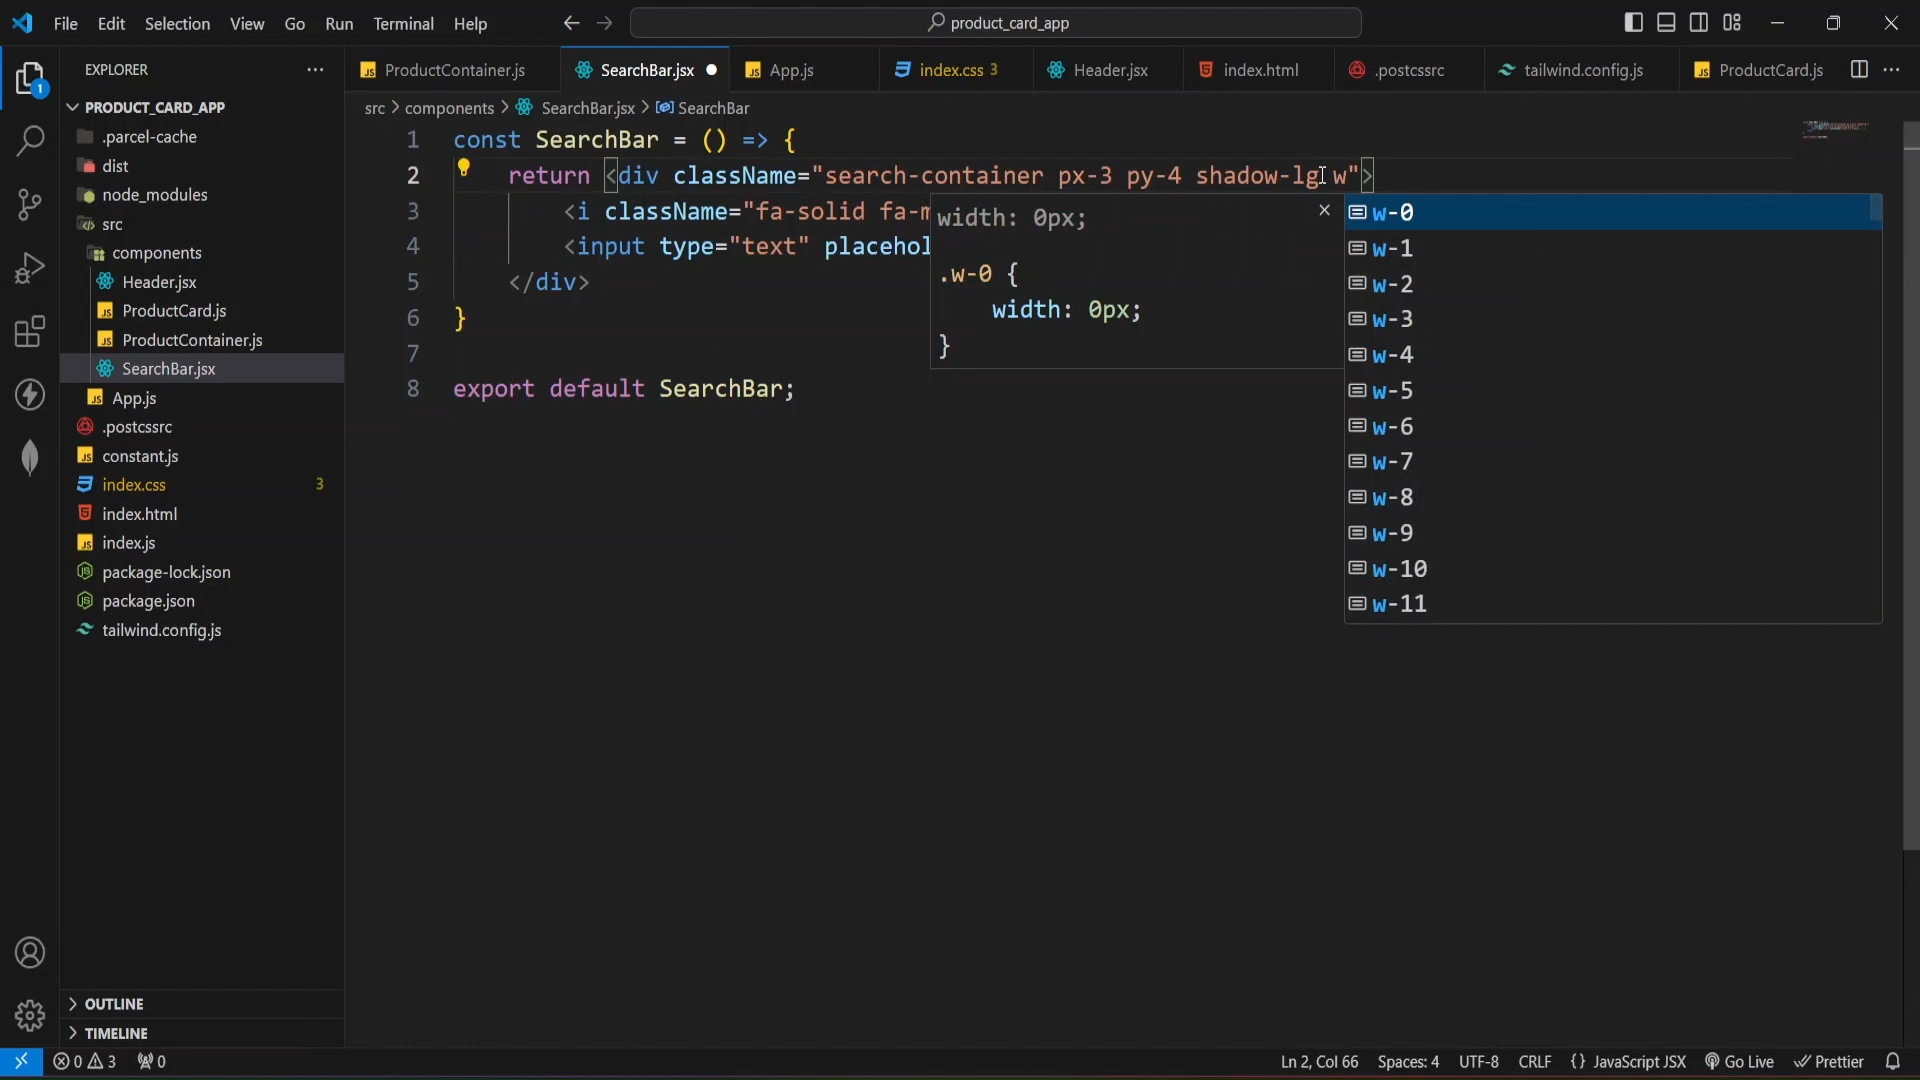 File Edit Selection View Go Run Terminal Help
product_card_app
EXPLORER
1
PRODUCT_CARD_APP
.parcel-cache
dist
node_modules
src
components
Header.jsx
ProductCard.js
ProductContainer.js
SearchBar.jsx
App.js
.postcssrc
constant.js
index.css 3
index.html
index.js
package-lock.json
package.json
tailwind.config.js
OUTLINE
TIMELINE
ProductContainer.js SearchBar.jsx App.js index.css 3 Header.jsx index.html .postcssrc tailwind.config.js ProductCard.js
src > components > SearchBar.jsx > SearchBar
1 const SearchBar = () => {
2 return <div className="search-container px-3 py-4 shadow-lg w">
3 <i className="fa-solid fa-m
4 <input type="text" placehol
5 </div>
6 }
7
8 export default SearchBar;
width: 0px;
.w-0 {
width: 0px;
}
w-0
w-1
w-2
w-3
w-4
w-5
w-6
w-7
w-8
w-9
w-10
w-11
0 3 0 Ln 2, Col 66 Spaces: 4 UTF-8 CRLF {} JavaScript JSX Go Live Prettier